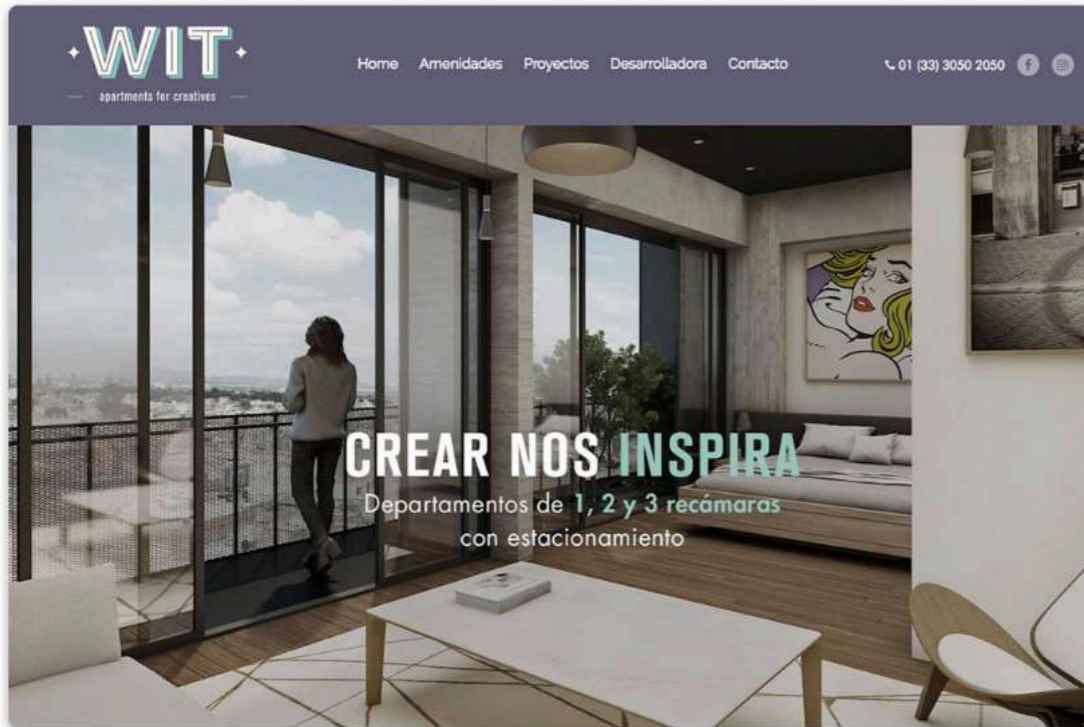 WIT
apartments for creatives
Home Amenidades Proyectos Desarrolladora Contacto
01 (33) 3050 2050
CREAR NOS INSPIRA
Departamentos de 1, 2 y 3 recámaras
con estacionamiento